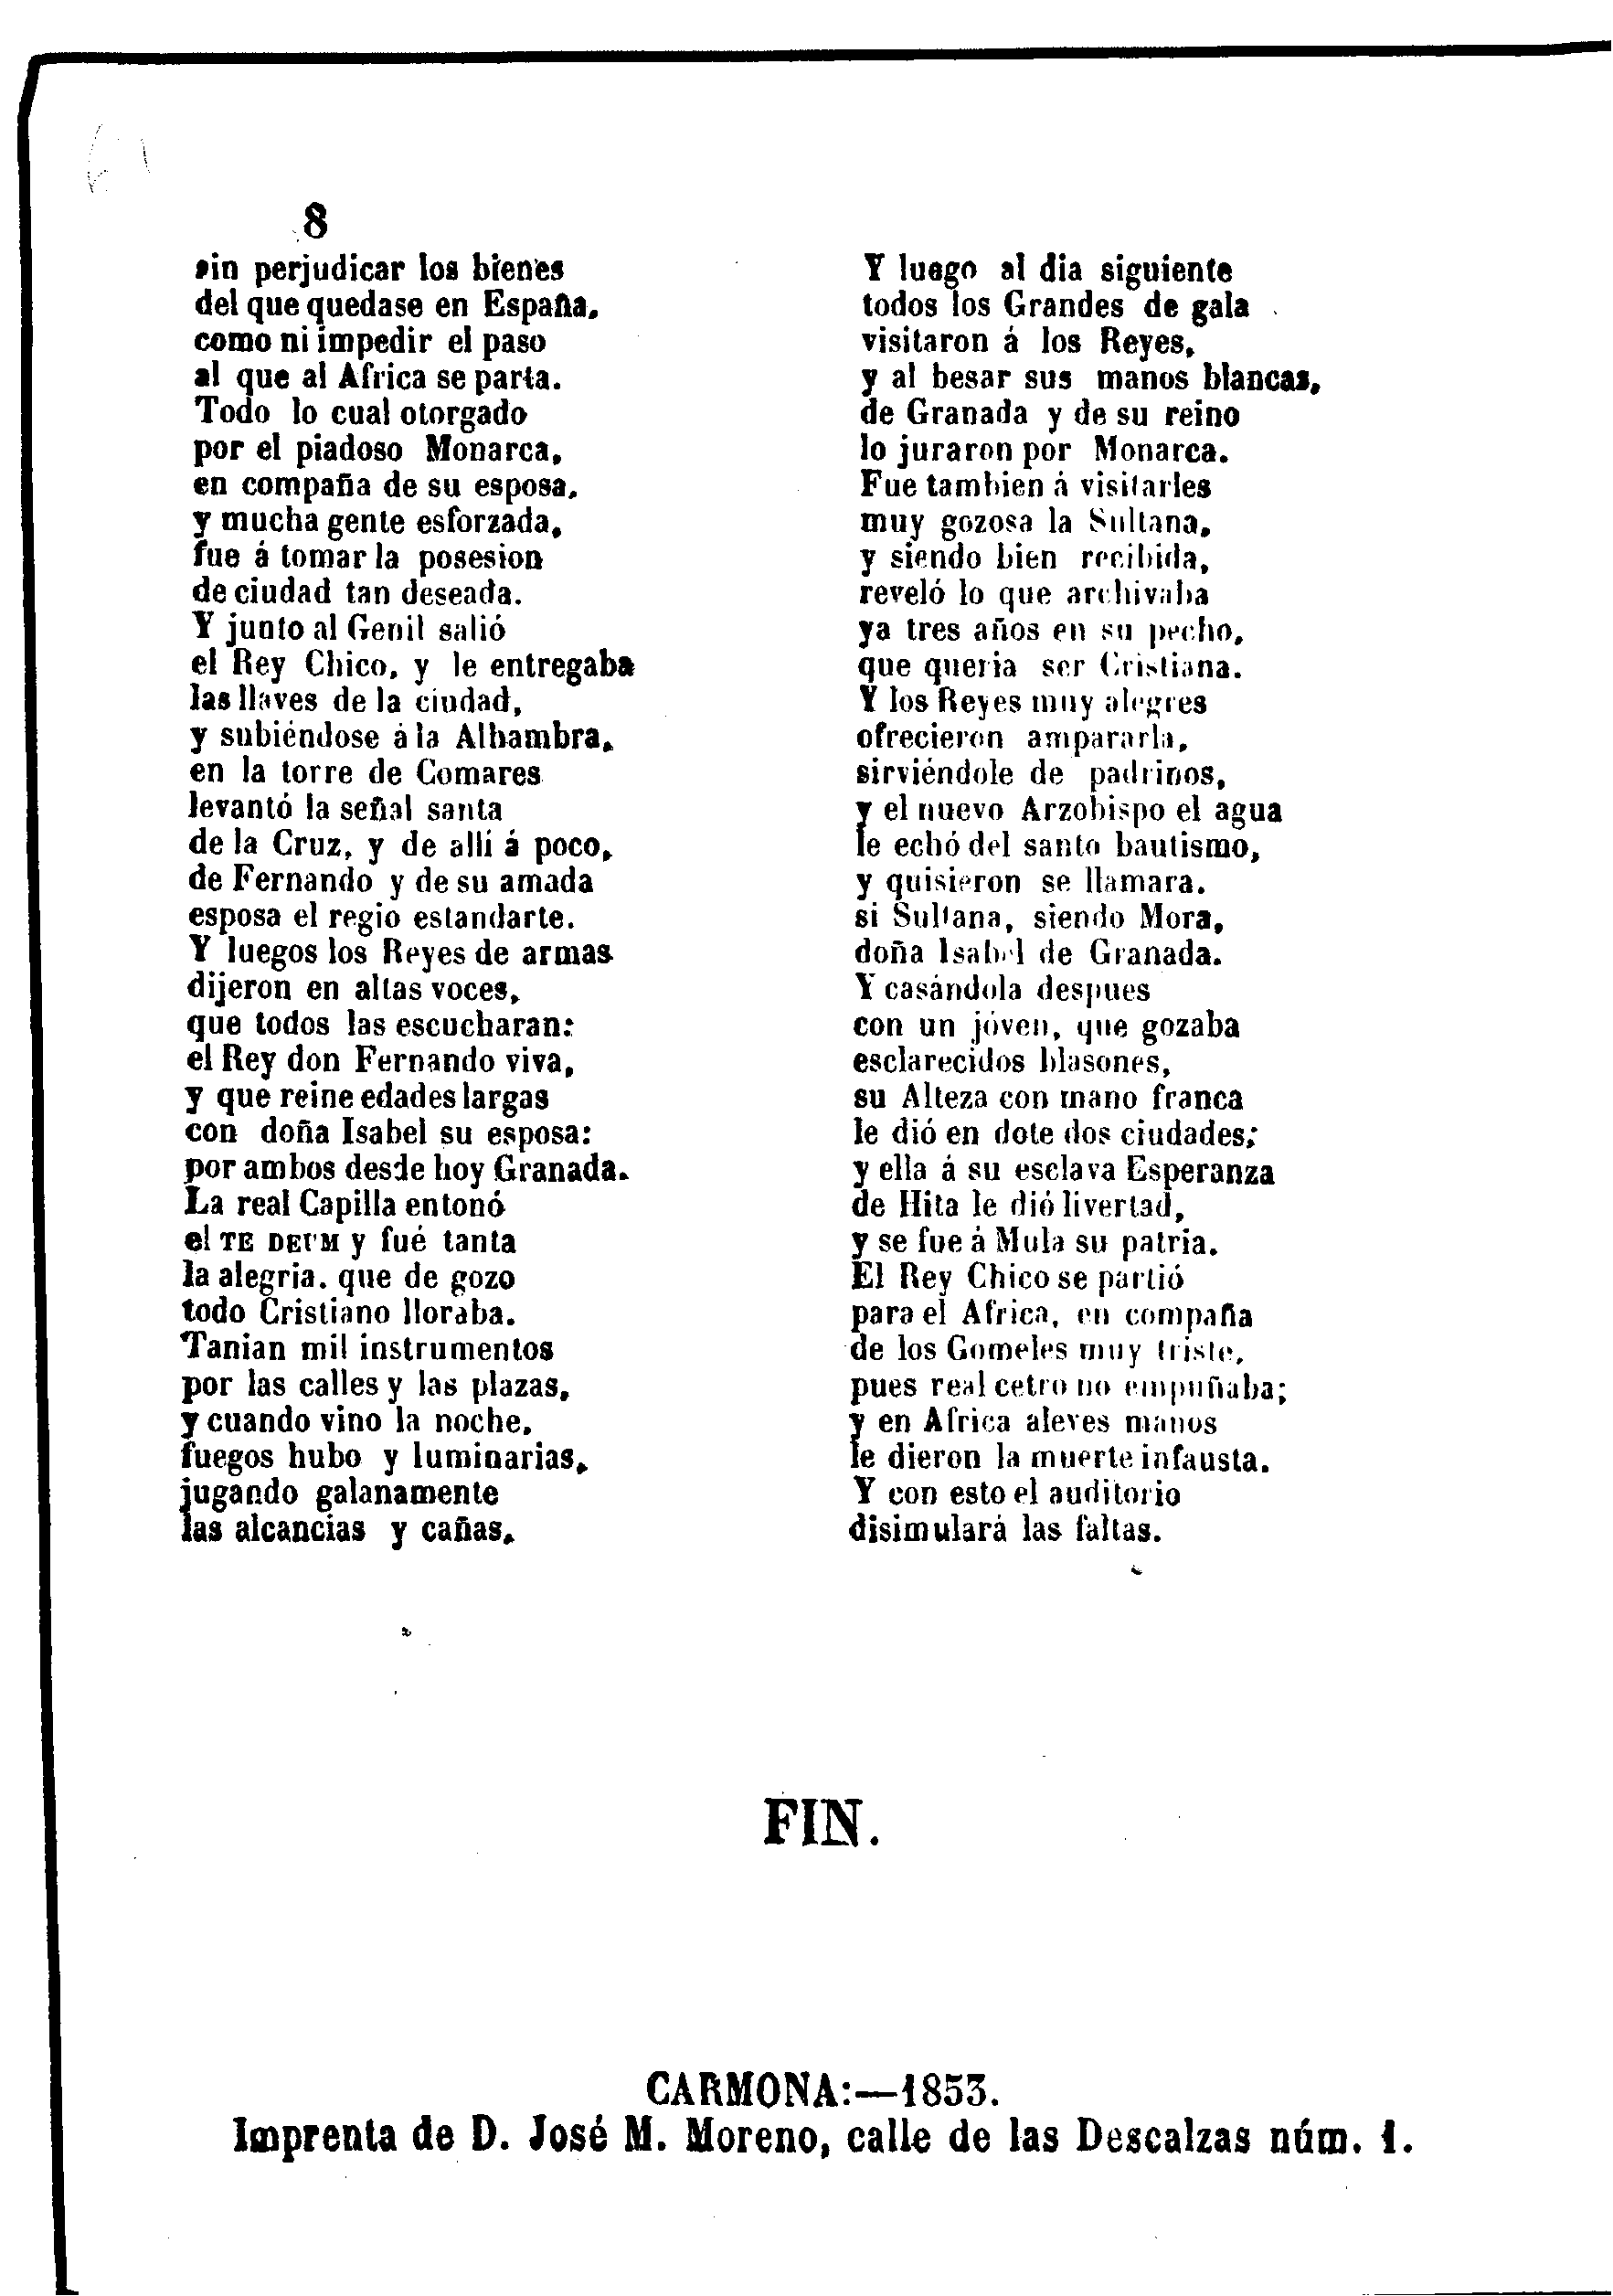 8
sin perjudicar los bienes
del que quedase en España,
como ni impedir el paso
al que al Africa se parta.
Todo lo cual otorgado
por el piadoso Monarca,
en compaña de su esposa,
y mucha gente esforzada,
fue á tomar la posesion
de ciudad tan deseada.
Y junto al Genil salió
el Rey Chico, y le entregaba
las llaves de la ciudad,
y subiéndose á la Alhambra,
en la torre de Comares
levantó la señal santa
de la Cruz, y de allí á poco,
de Fernando y de su amada
esposa el regio estandarte.
Y luegos los Reyes de armas
dijeron en altas voces,
que todos las escucharan:
el Rey don Fernando viva,
y que reine edades largas
con doña Isabel su esposa:
por ambos desde hoy Granada.
La real Capilla entonó
el TE DEUM y fué tanta
la alegria. que de gozo
todo Cristiano lloraba.
Tanian mil instrumentos
por las calles y las plazas,
y cuando vino la noche,
fuegos hubo y luminarias,
jugando galanamente
las alcancias y cañas,
Y luego al dia siguiente
todos los Grandes de gala
visitaron á los Reyes,
y al besar sus manos blancas,
de Granada y de su reino
lo juraron por Monarca.
Fue tambien á visitarles
muy gozosa la Sultana,
y siendo bien recibida,
reveló lo que archivaba
ya tres años en su pecho,
que queria ser Cristiana.
Y los Reyes muy alegres
ofrecieron ampararla,
sirviéndole de padrinos,
y el nuevo Arzobispo el agua
le echó del santo bautismo,
y quisieron se llamara.
si Sultana, siendo Mora,
doña Isabel de Granada.
Y casándola despues
con un jóven, que gozaba
esclarecidos blasones,
su Alteza con mano franca
le dió en dote dos ciudades;
y ella á su esclava Esperanza
de Hita le dió livertad,
y se fue á Mula su patria.
El Rey Chico se partió
para el Africa, en compaña
de los Gomeles muy triste,
pues real cetro no empuñaba;
y en Africa aleves manos
le dieron la muerte infausta.
Y con esto el auditorio
disimulará las faltas.
FIN.
CARMONA:—1853.
Imprenta de D. José M. Moreno, calle de las Descalzas núm. 1.